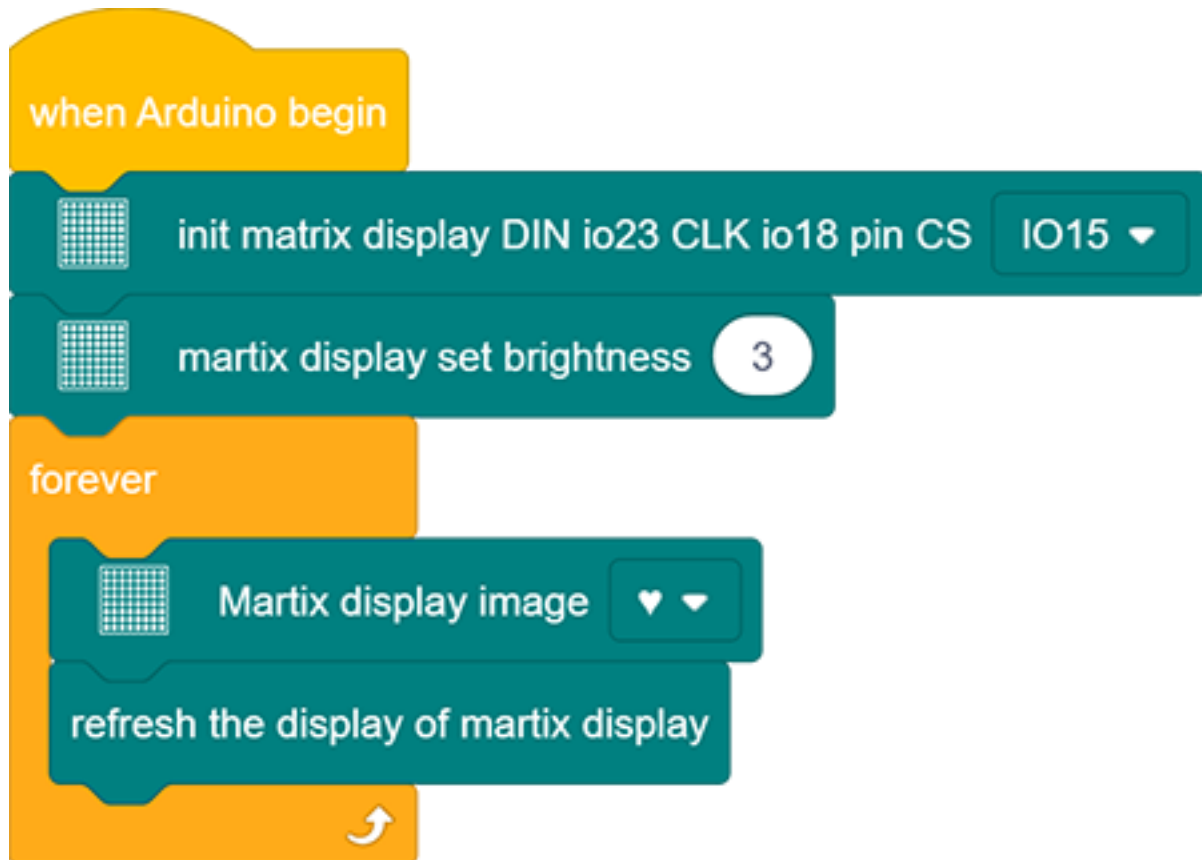 when Arduino begin
init matrix display DIN io23 CLK io18 pin CS IO15
martix display set brightness 3
forever
Martix display image ♥
refresh the display of martix display